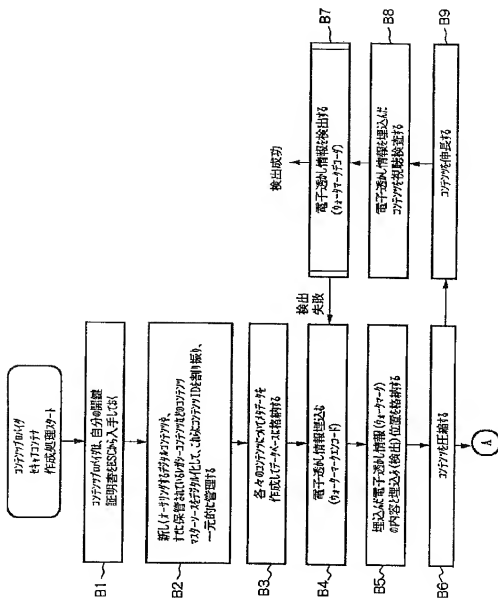 コンテンツプロバイダ
セキュアコンテナ
作成処理スタート
B1
コンテンツプロバイダは、自分の公開鍵
証明書をESCから入手しておく
B2
新しくオーサリングするデジタルコンテンツや、
すでに保管されているレガシーコンテンツなどのコンテンツ
マスターソースをデジタル化して、これらにコンテンツIDを割り振り、
一元的に管理する
B3
各々のコンテンツについてメタデータを
作成してデータベースに格納する
B4
電子透かし情報埋込む
(ウォーターマークエンコード)
B5
埋込んだ電子透かし情報(ウォーターマーク)
の内容と埋込み(検出)位置を格納する
B6
コンテンツを圧縮する
A
検出
失敗
検出成功
B7
電子透かし情報を検出する
(ウォータマークデコーダ)
B8
電子透かし情報を埋込んだ
コンテンツを視聴検査する
B9
コンテンツを伸長する